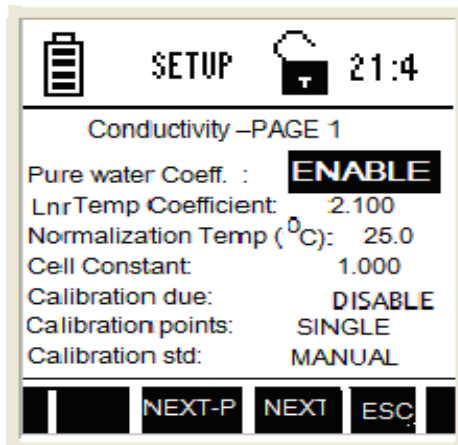 SETUP 21:4
Conductivity –PAGE 1
Pure water Coeff. : ENABLE
LnrTemp Coefficient: 2.100
Normalization Temp (⁰C): 25.0
Cell Constant: 1.000
Calibration due: DISABLE
Calibration points: SINGLE
Calibration std: MANUAL
NEXT-P NEXT ESC